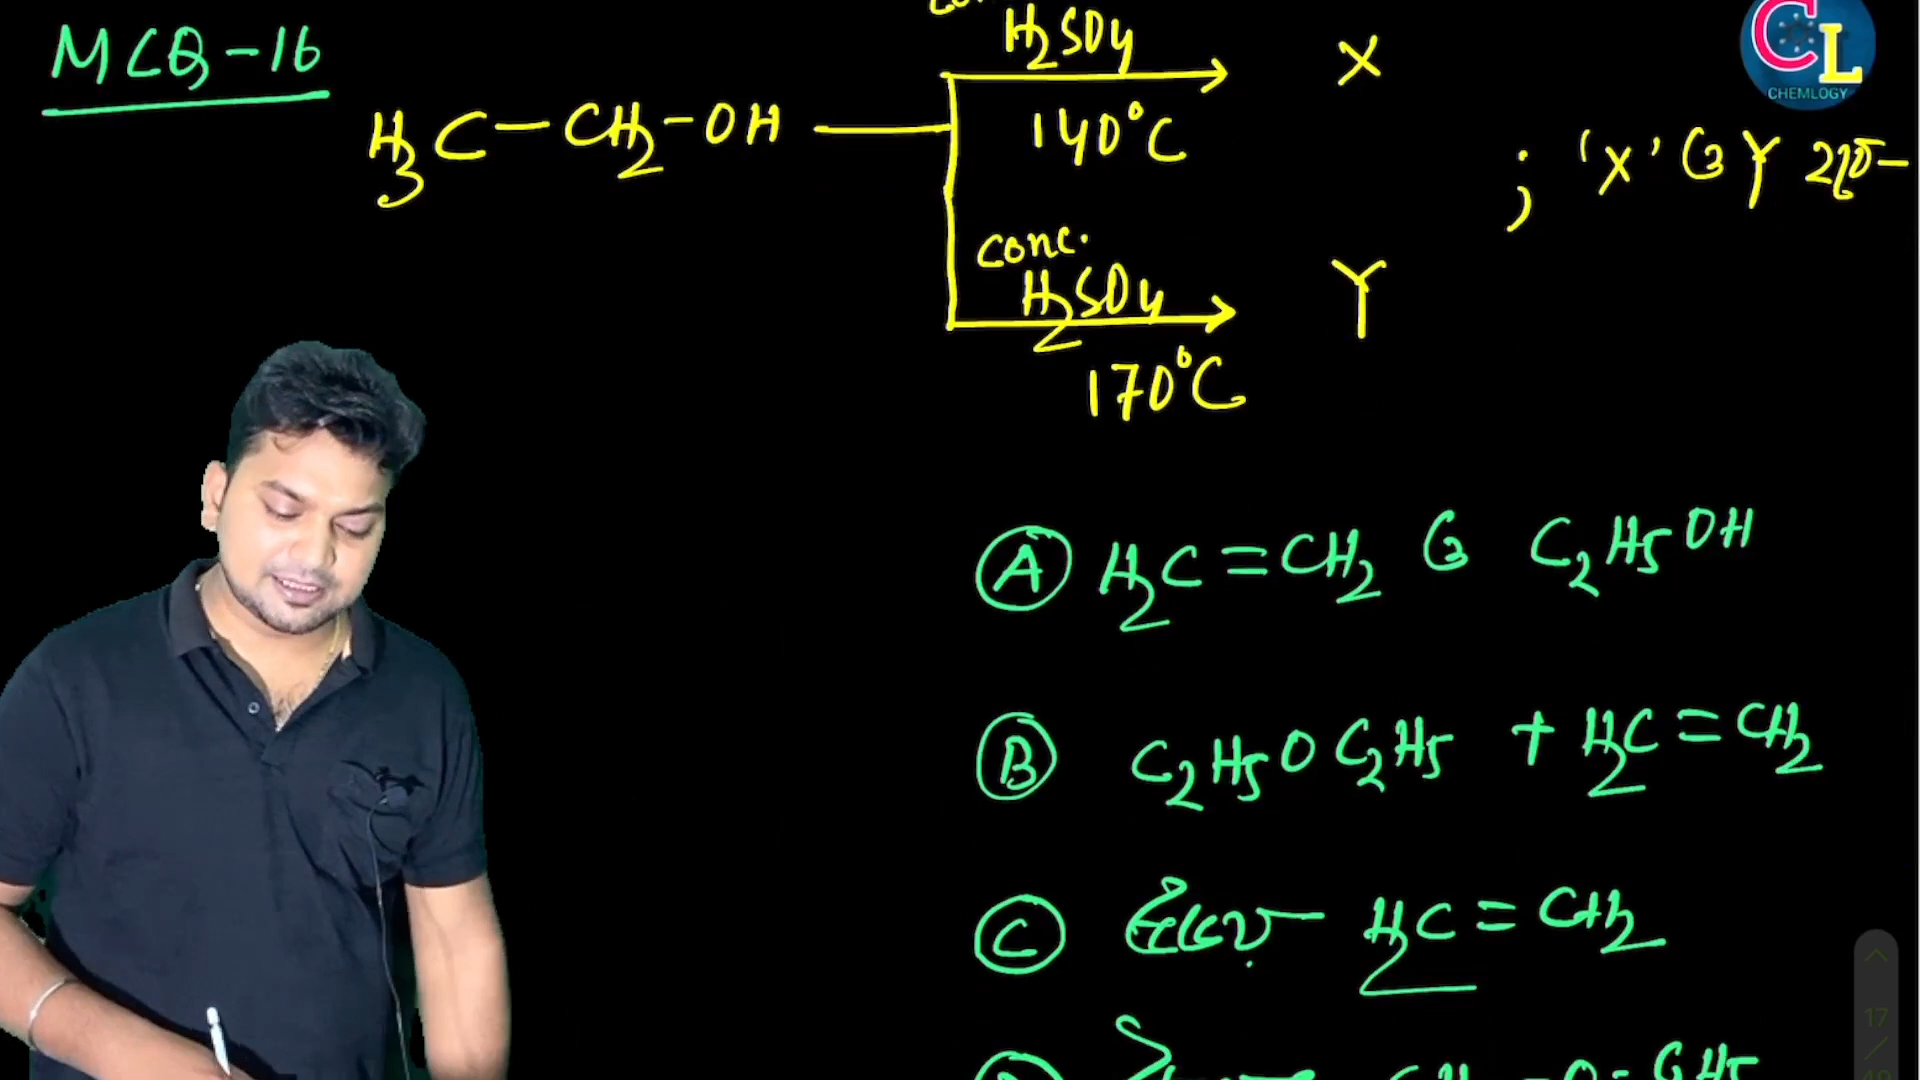 MCQ-16
H2SO4
X
140°C
H3C-CH2-OH
CL
CHEMLOGY
; 'X' ও Y হল-
conc.
H2SO4
Y
170°C
A H2C=CH2 ও C2H5OH
B C2H5OC2H5 + H2C=CH2
C উভয়ই H2C=CH2
17